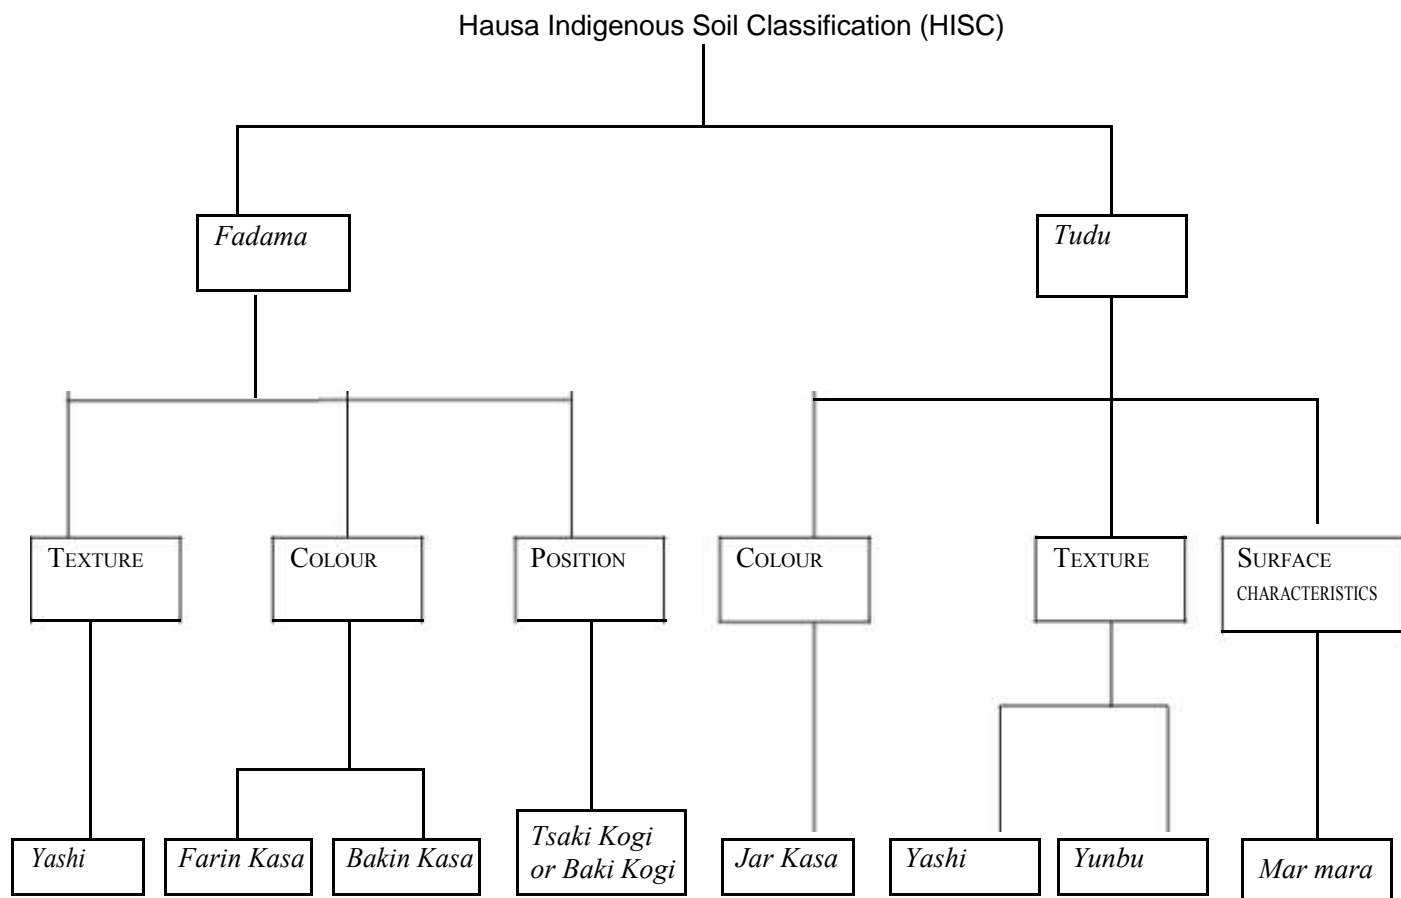 Hausa Indigenous Soil Classification (HISC)
Fadama
Tudu
TEXTURE
COLOUR
POSITION
COLOUR
TEXTURE
SURFACE
CHARACTERISTICS
Yashi
Farin Kasa
Bakin Kasa
Tsaki Kogi
or Baki Kogi
Jar Kasa
Yashi
Yunbu
Mar mara